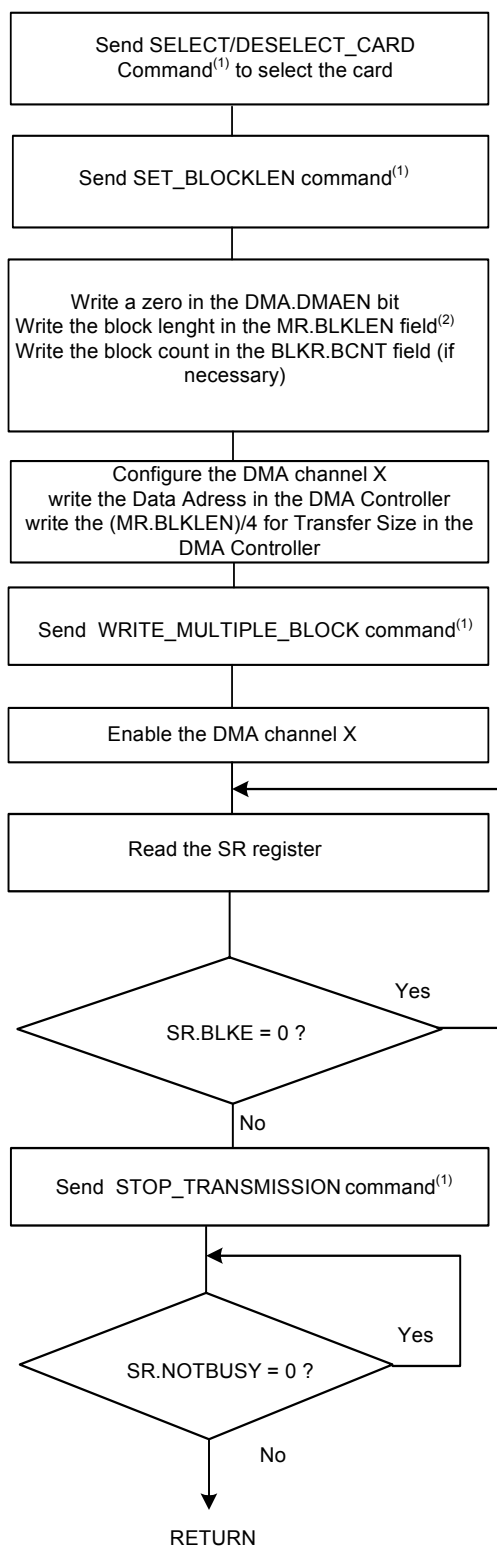 Send SELECT/DESELECT_CARD
Command(1) to select the card
Send SET_BLOCKLEN command(1)
Write a zero in the DMA.DMAEN bit
Write the block lenght in the MR.BLKLEN field(2)
Write the block count in the BLKR.BCNT field (if
necessary)
Configure the DMA channel X
write the Data Adress in the DMA Controller
write the (MR.BLKLEN)/4 for Transfer Size in the
DMA Controller
Send WRITE_MULTIPLE_BLOCK command(1)
Enable the DMA channel X
Read the SR register
Yes
SR.BLKE = 0 ?
No
Send STOP_TRANSMISSION command(1)
Yes
SR.NOTBUSY = 0 ?
No
RETURN